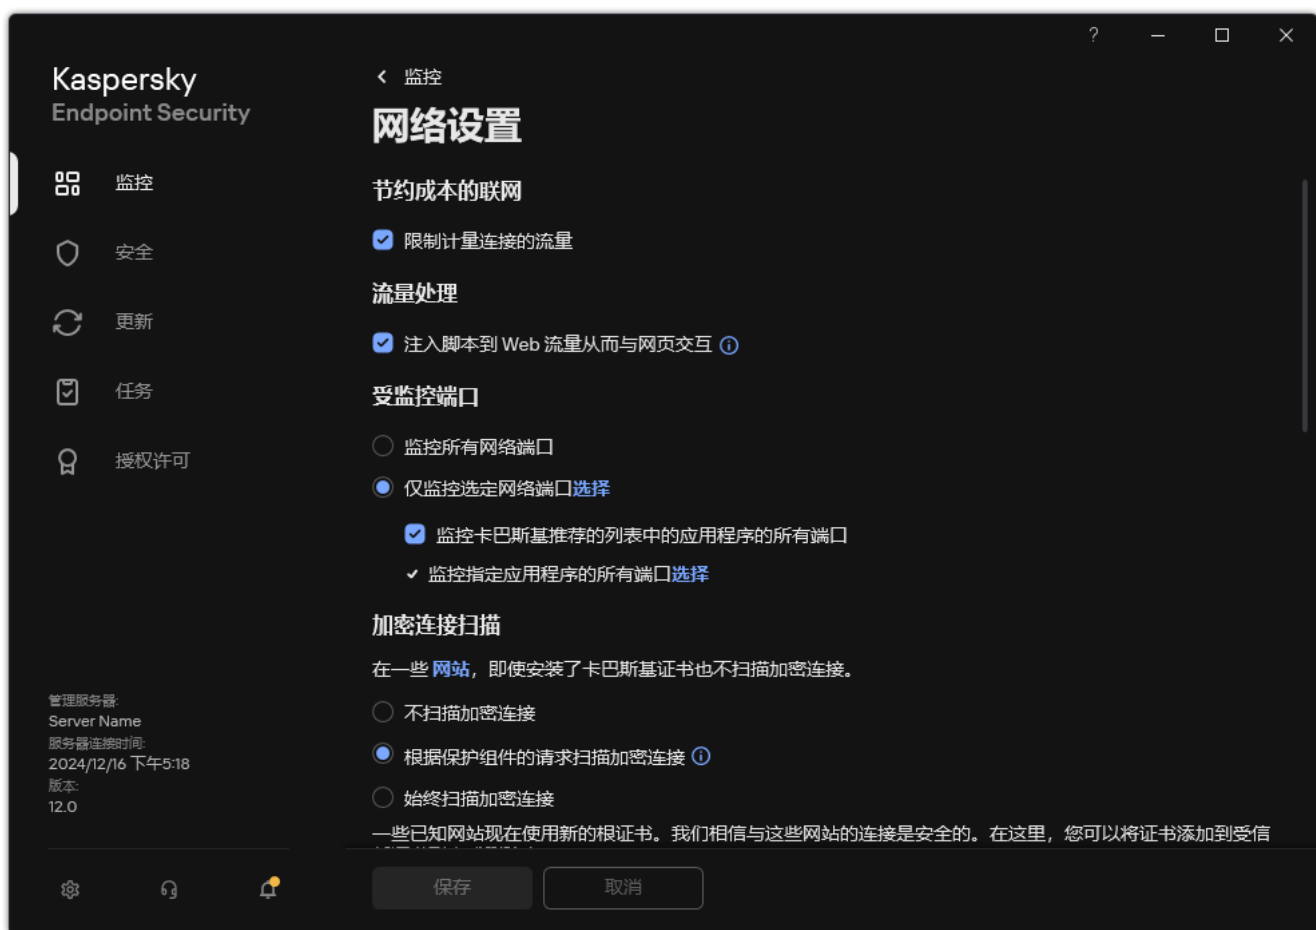 Kaspersky
Endpoint Security
监控
安全
更新
任务
授权许可
管理服务器:
Server Name
服务器连接时间:
2024/12/16 下午5:18
版本:
12.0
?
监控
网络设置
节约成本的联网
限制计量连接的流量
流量处理
注入脚本到 Web 流量从而与网页交互
受监控端口
监控所有网络端口
仅监控选定网络端口选择
监控卡巴斯基推荐的列表中的应用程序的所有端口
监控指定应用程序的所有端口选择
加密连接扫描
在一些 网站，即使安装了卡巴斯基证书也不扫描加密连接。
不扫描加密连接
根据保护组件的请求扫描加密连接
始终扫描加密连接
一些已知网站现在使用新的根证书。我们相信与这些网站的连接是安全的。在这里，您可以将证书添加到受信
保存
取消